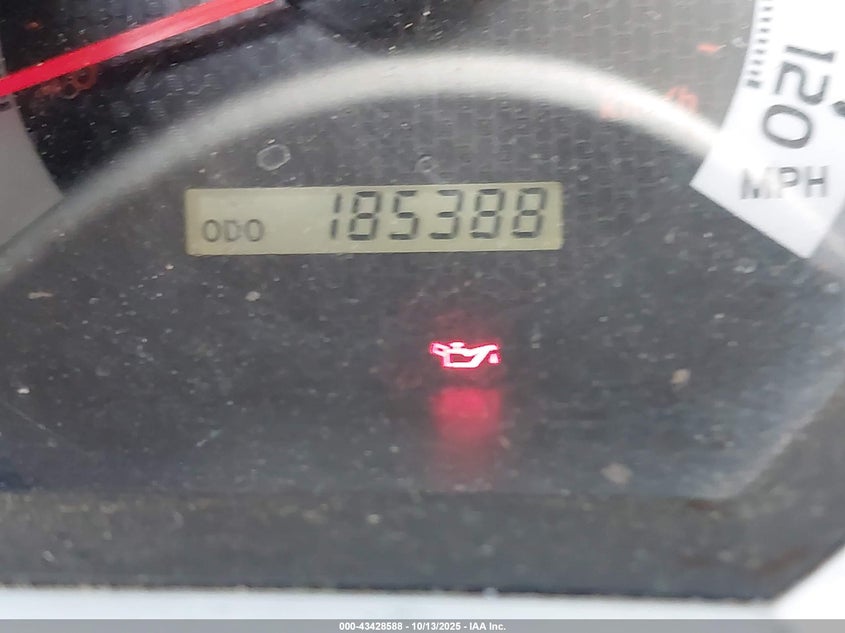 120
MPH
ODO 185388
000-43428588 - 10/13/2025 - IAA Inc.